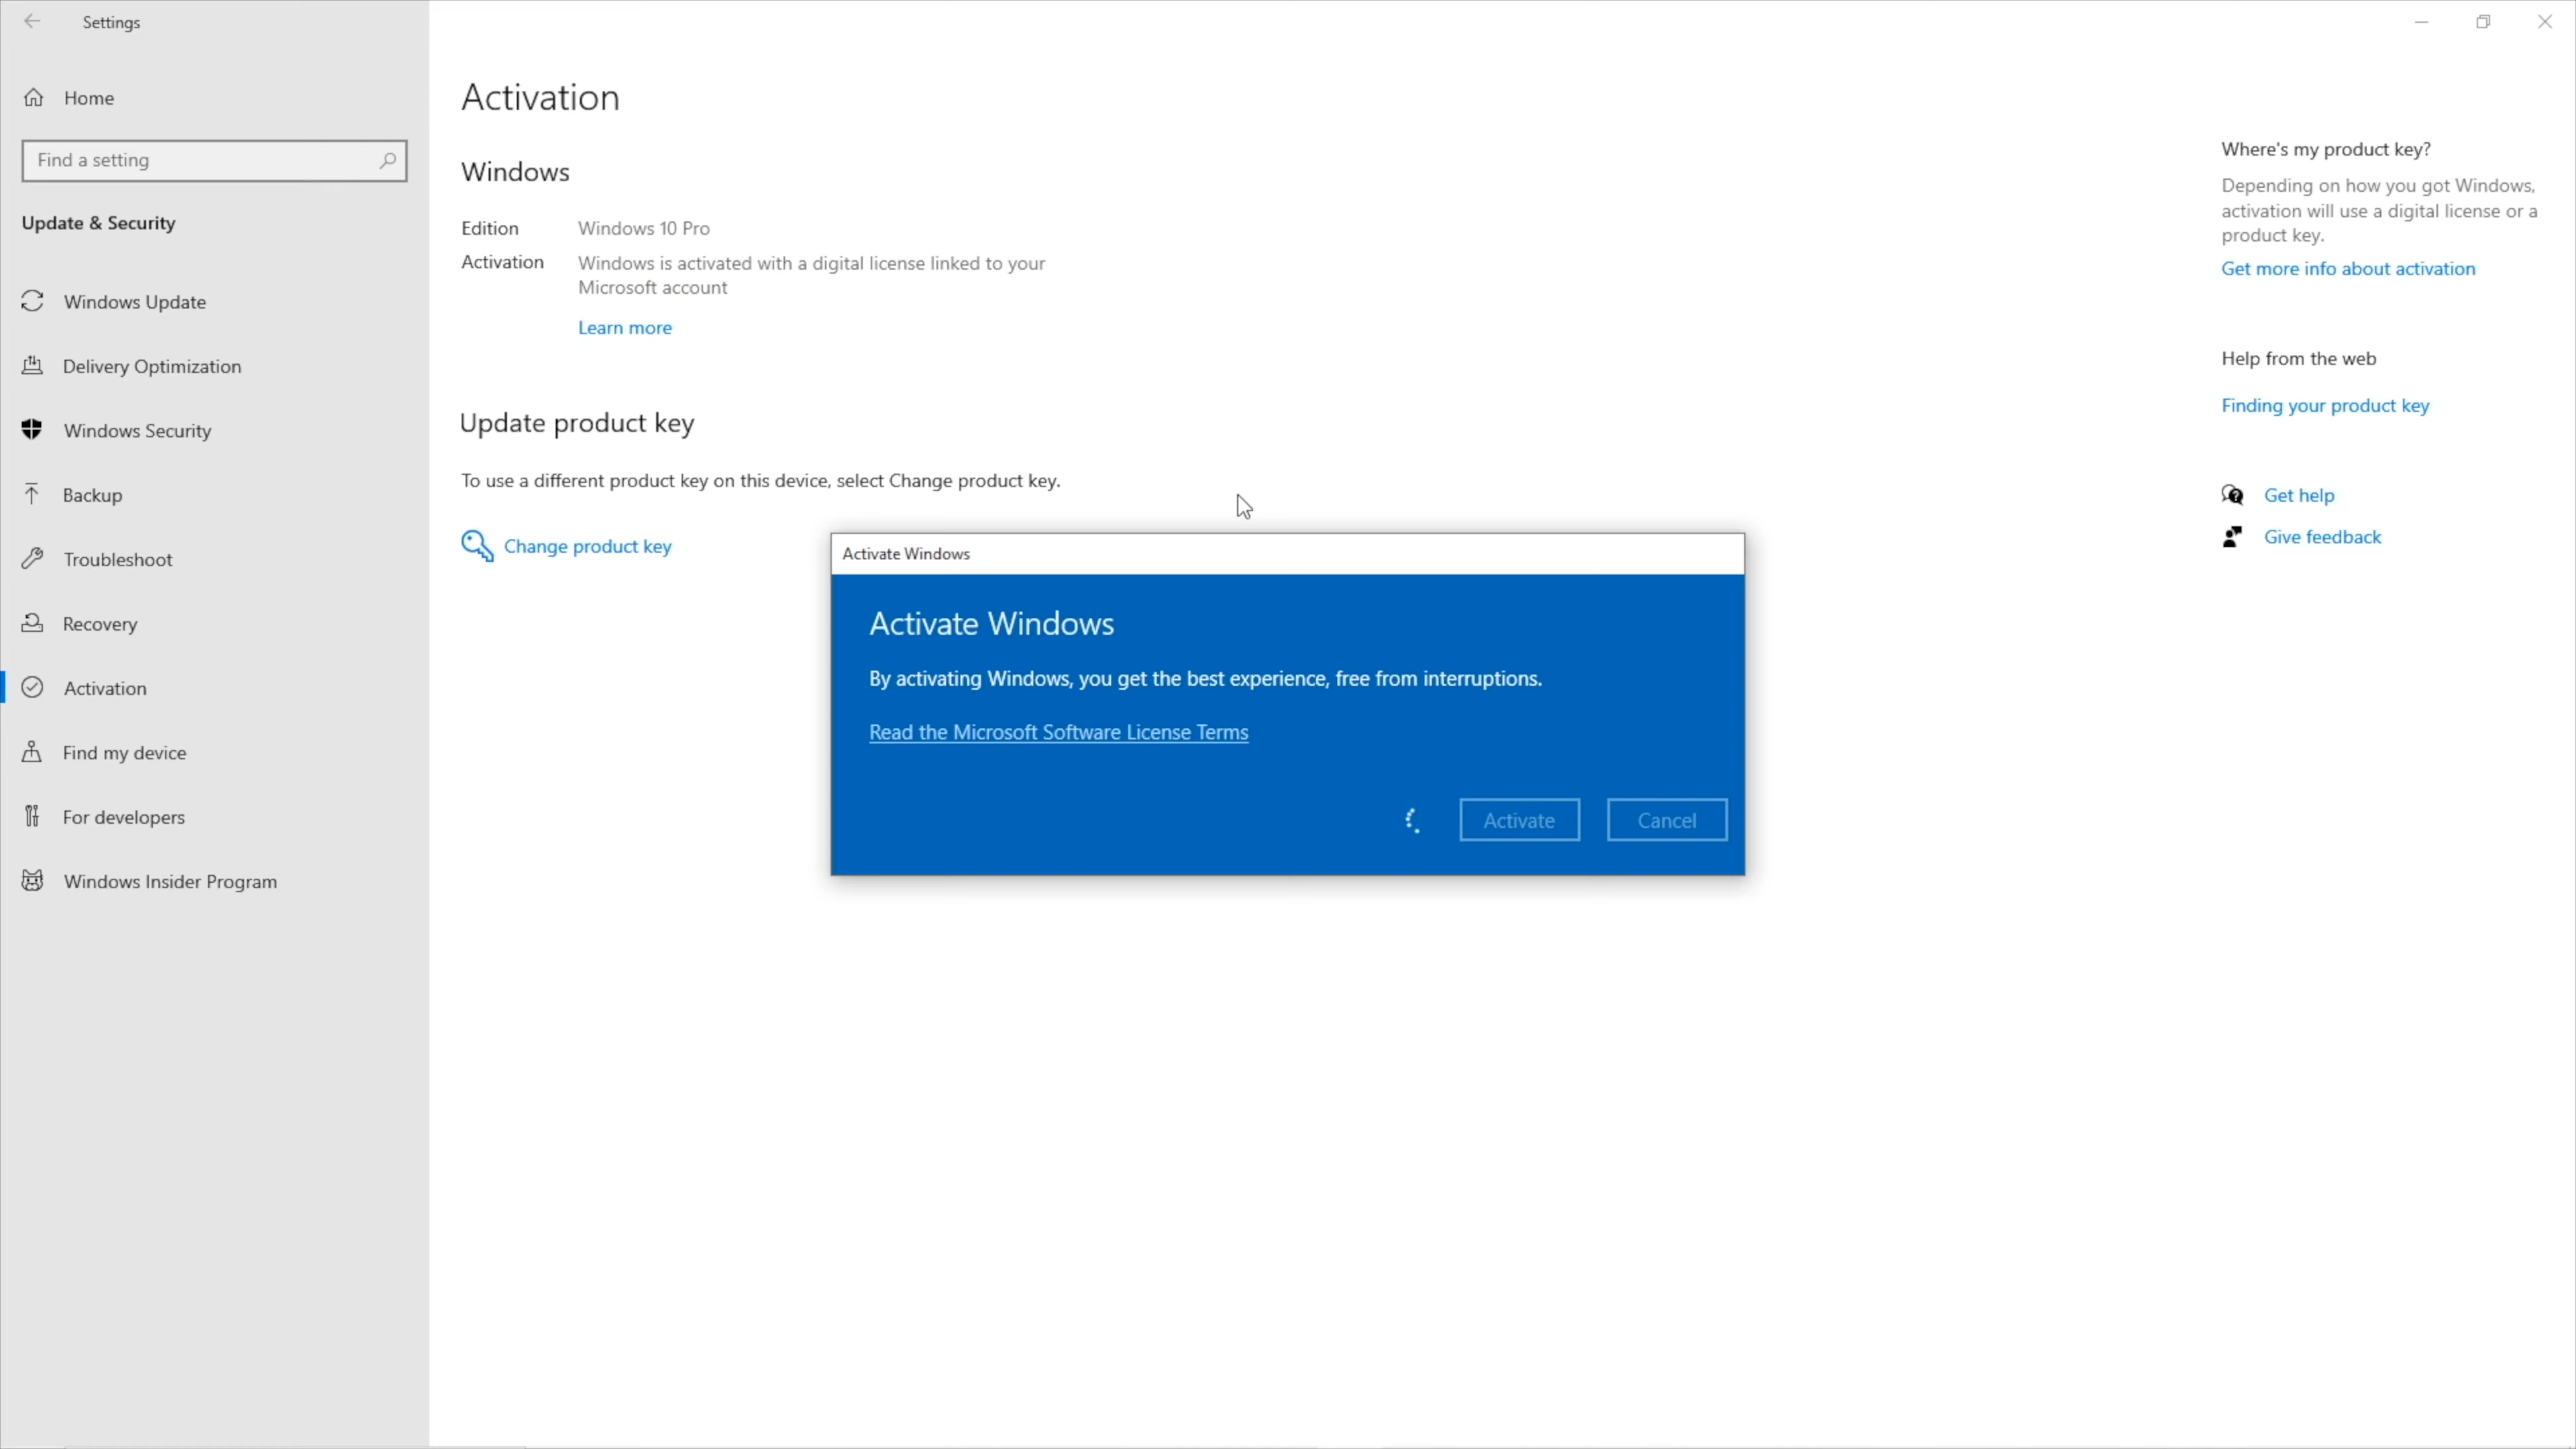 Settings
Home
Find a setting
Update & Security
Windows Update
Delivery Optimization
Windows Security
Backup
Troubleshoot
Recovery
Activation
Find my device
For developers
Windows Insider Program
Activation
Windows
Edition Windows 10 Pro
Activation Windows is activated with a digital license linked to your
Microsoft account
Learn more
Update product key
To use a different product key on this device, select Change product key.
Change product key
Activate Windows
Activate Windows
By activating Windows, you get the best experience, free from interruptions.
Read the Microsoft Software License Terms
Activate Cancel
Where's my product key?
Depending on how you got Windows,
activation will use a digital license or a
product key.
Get more info about activation
Help from the web
Finding your product key
Get help
Give feedback